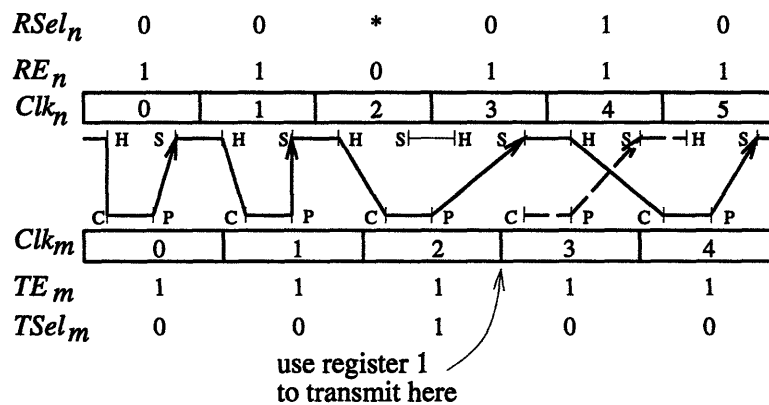 RSel_n 0 0 * 0 1 0
RE_n 1 1 0 1 1 1
Clk_n 0 1 2 3 4 5
H S H S H S H S H S H S
C P C P C P C P C P
Clk_m 0 1 2 3 4
TE_m 1 1 1 1 1
TSel_m 0 0 1 0 0
use register 1
to transmit here